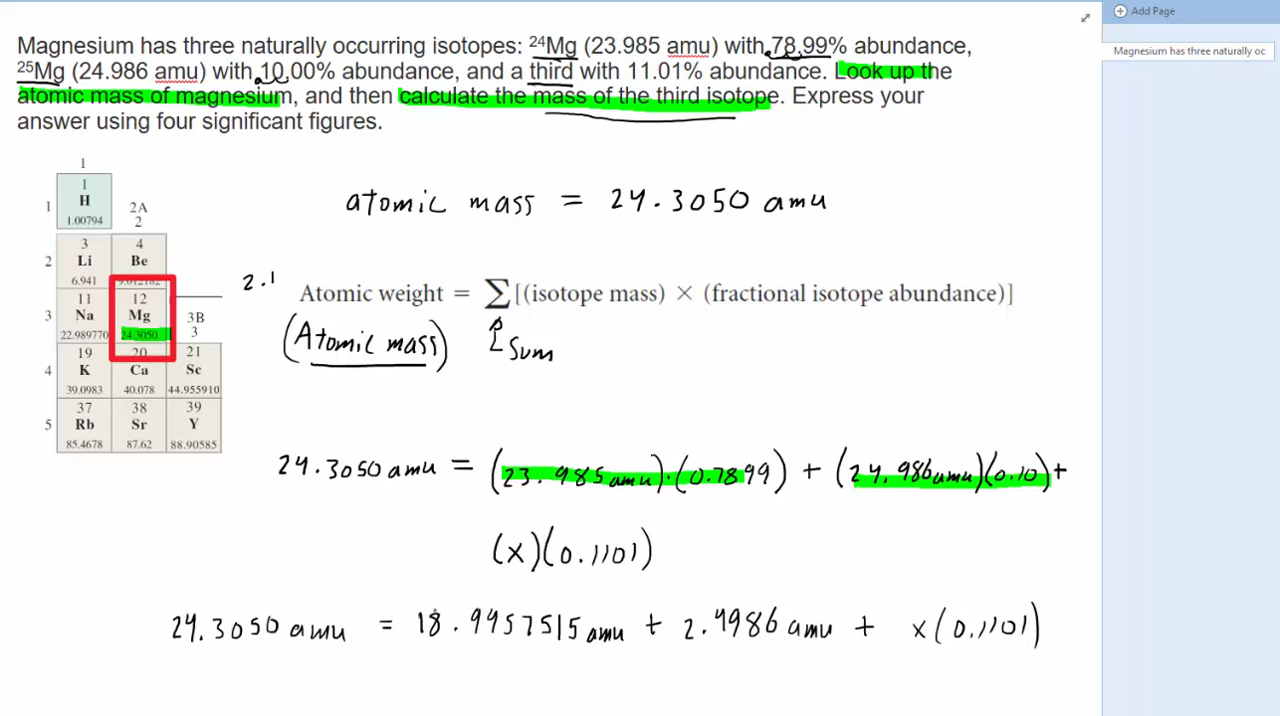 Add Page
Magnesium has three naturally oc
Magnesium has three naturally occurring isotopes: ²⁴Mg (23.985 amu) with 78.99% abundance,
²⁵Mg (24.986 amu) with 10.00% abundance, and a third with 11.01% abundance. Look up the
atomic mass of magnesium, and then calculate the mass of the third isotope. Express your
answer using four significant figures.
1
1
1 H
1.00794
2A
2
3 4
2 Li Be
6.941 9.012182
11 12
3 Na Mg
22.989770 24.3050
3B
3
19 20 21
4 K Ca Sc
39.0983 40.078 44.955910
37 38 39
5 Rb Sr Y
85.4678 87.62 88.90585
atomic mass = 24.3050 amu
2.1
Atomic weight = ∑ [(isotope mass) × (fractional isotope abundance)]
(Atomic mass) Sum
24.3050 amu = (23.985 amu)·(0.7899) + (24.986 amu)(0.10) +
(x)(0.1101)
24.3050 amu = 18.9457515 amu + 2.4986 amu + x(0.1101)